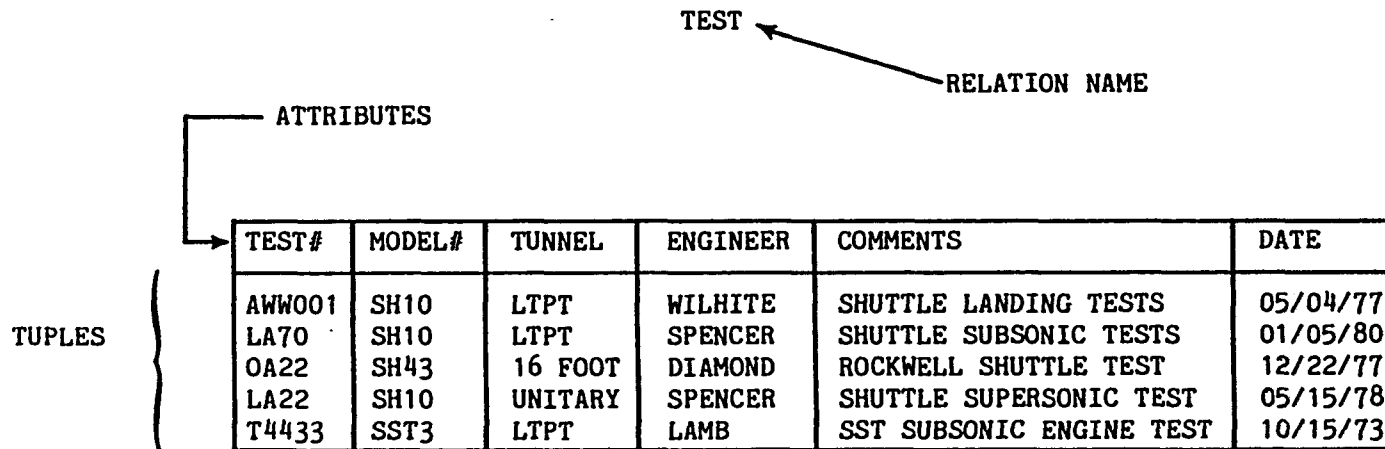 TEST
RELATION NAME
ATTRIBUTES
TEST# MODEL# TUNNEL ENGINEER COMMENTS DATE
AWW001 SH10 LTPT WILHITE SHUTTLE LANDING TESTS 05/04/77
TUPLES LA70 SH10 LTPT SPENCER SHUTTLE SUBSONIC TESTS 01/05/80
OA22 SH43 16 FOOT DIAMOND ROCKWELL SHUTTLE TEST 12/22/77
LA22 SH10 UNITARY SPENCER SHUTTLE SUPERSONIC TEST 05/15/78
T4433 SST3 LTPT LAMB SST SUBSONIC ENGINE TEST 10/15/73